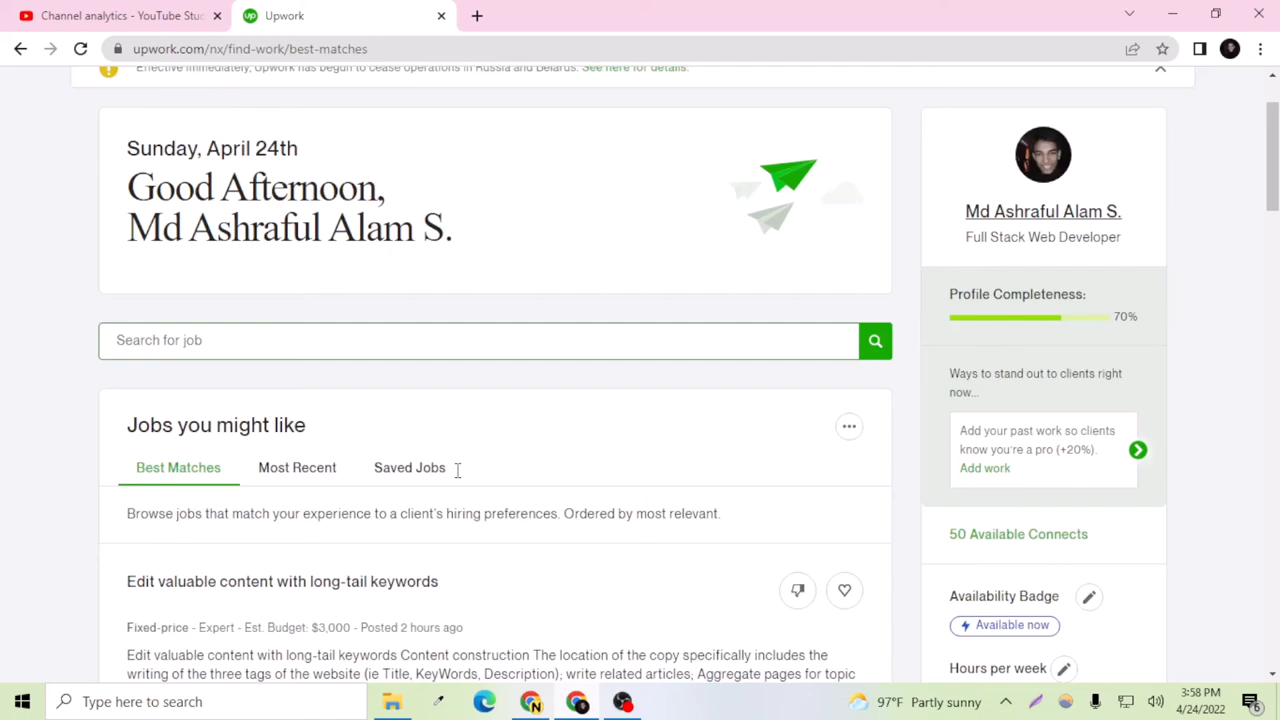 Channel analytics - YouTube Stu
Upwork
upwork.com/nx/find-work/best-matches
Effective immediately, Upwork has begun to cease operations in Russia and Belarus. See here for details.
Sunday, April 24th
Good Afternoon,
Md Ashraful Alam S.
Search for job
Jobs you might like
Best Matches
Most Recent
Saved Jobs
Browse jobs that match your experience to a client's hiring preferences. Ordered by most relevant.
Edit valuable content with long-tail keywords
Fixed-price - Expert - Est. Budget: $3,000 - Posted 2 hours ago
Edit valuable content with long-tail keywords Content construction The location of the copy specifically includes the
writing of the three tags of the website (ie Title, KeyWords, Description); write related articles; Aggregate pages for topic
Md Ashraful Alam S.
Full Stack Web Developer
Profile Completeness:
70%
Ways to stand out to clients right
now...
Add your past work so clients
know you're a pro (+20%).
Add work
50 Available Connects
Availability Badge
Available now
Hours per week
Type here to search
97°F Partly sunny
3:58 PM
4/24/2022
6